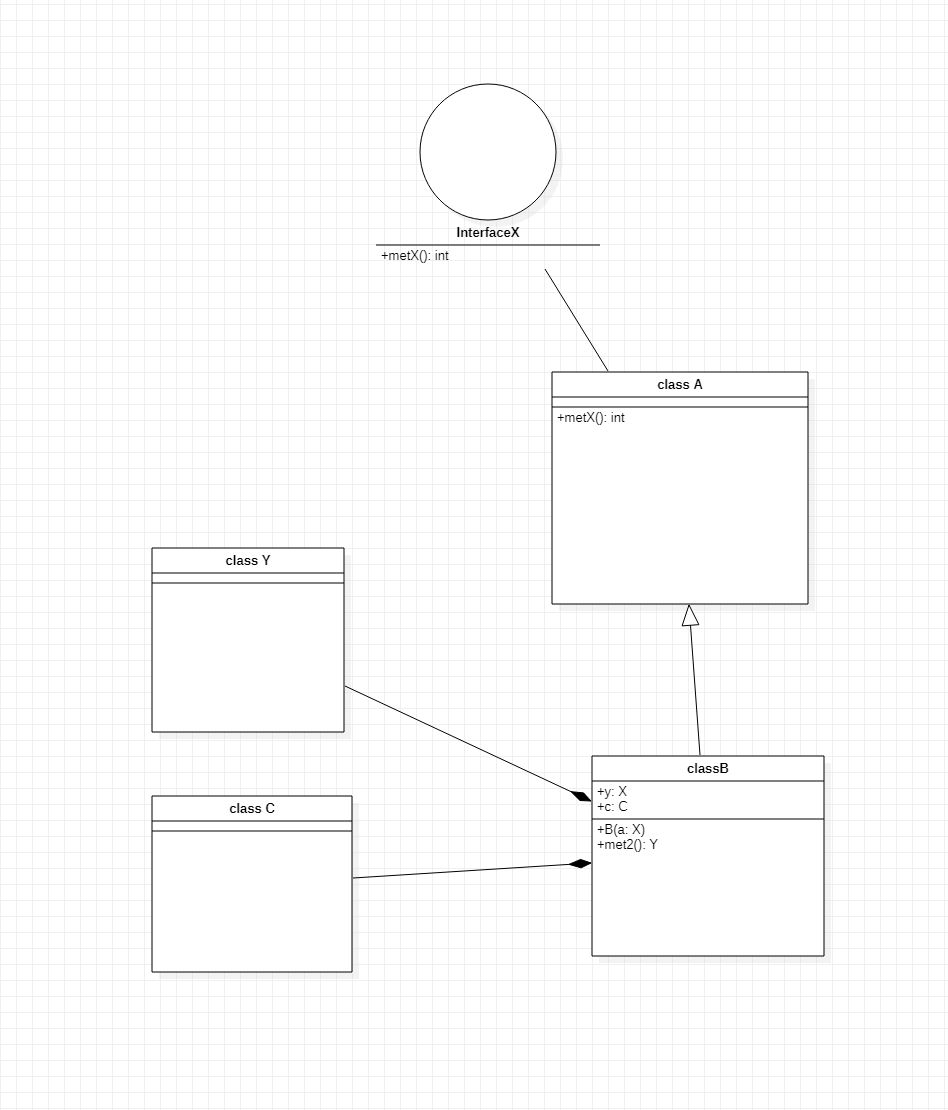 InterfaceX
+metX(): int
class A
+metX(): int
class Y
class C
classB
+y: X
+c: C
+B(a: X)
+met2(): Y